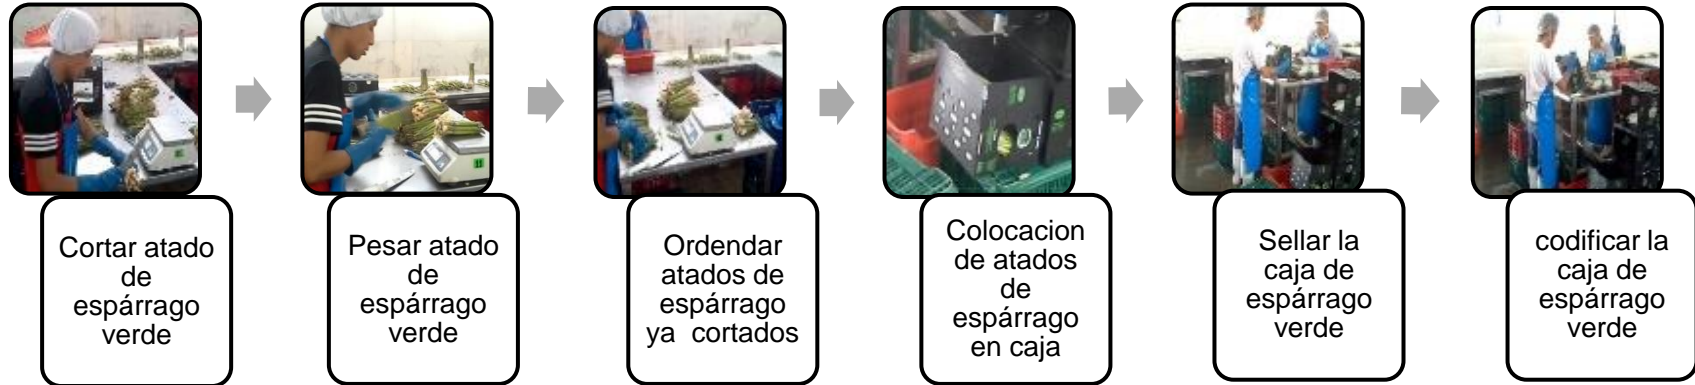 Cortar atado
de
espárrago
verde
Pesar atado
de
espárrago
verde
Ordendar
atados de
espárrago
ya  cortados
Colocacion
de atados
de
espárrago
en caja
Sellar la
caja de
espárrago
verde
codificar la
caja de
espárrago
verde